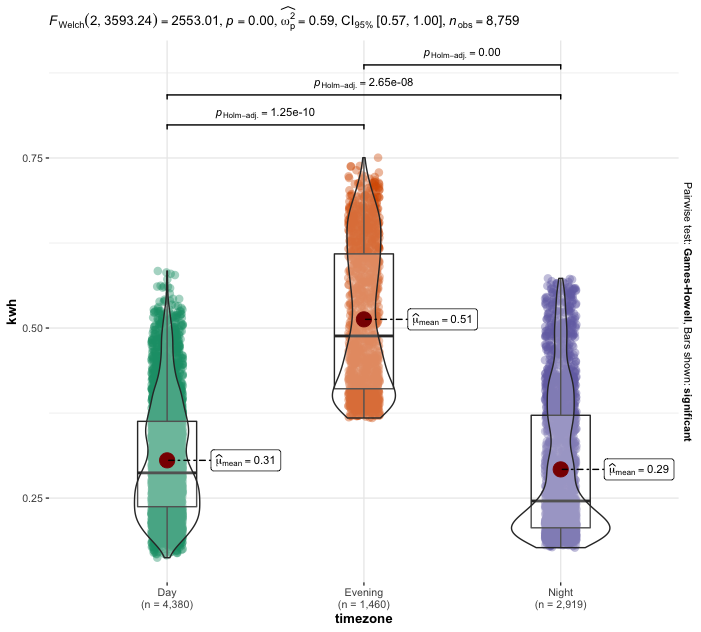 F_Welch(2, 3593.24) = 2553.01, p = 0.00, ω̂²_p = 0.59, CI_95% [0.57, 1.00], n_obs = 8,759
p_Holm−adj. = 0.00
p_Holm−adj. = 2.65e-08
p_Holm−adj. = 1.25e-10
0.75
0.50
0.25
kwh
μ̂_mean = 0.31
μ̂_mean = 0.51
μ̂_mean = 0.29
Pairwise test: Games-Howell, Bars shown: significant
Day
(n = 4,380)
Evening
(n = 1,460)
Night
(n = 2,919)
timezone